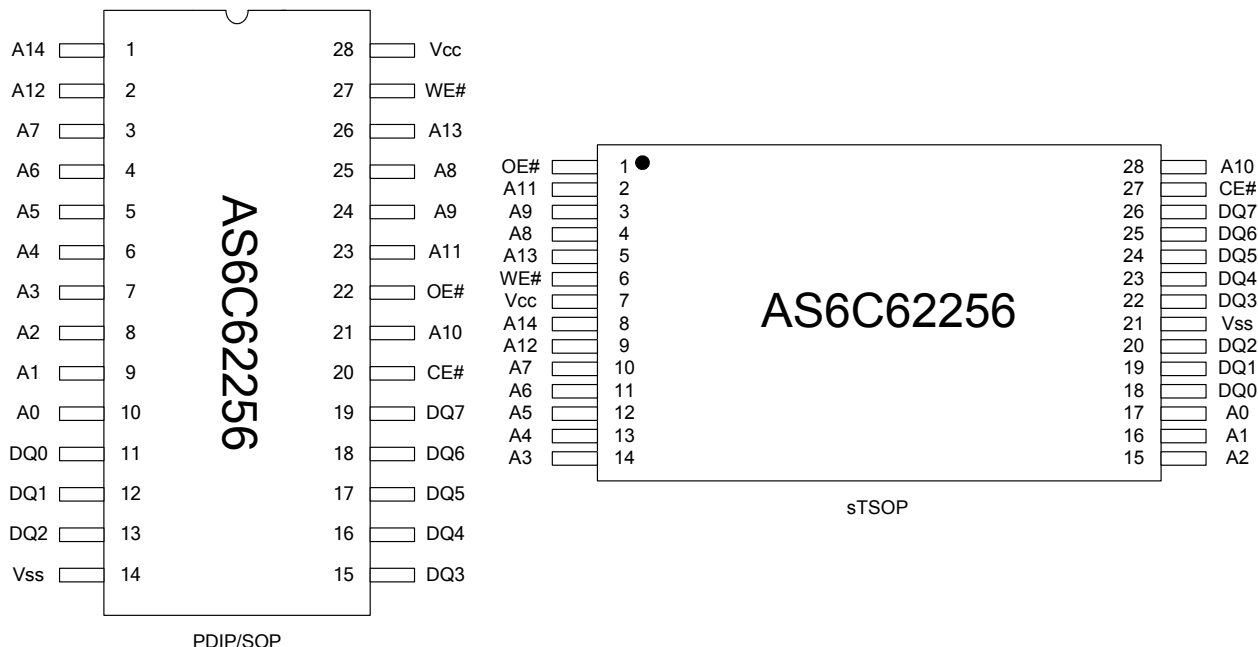 A14 1 28 Vcc
A12 2 27 WE#
A7 3 26 A13
A6 4 25 A8
A5 5 24 A9
A4 6 23 A11
A3 7 22 OE#
A2 8 21 A10
A1 9 20 CE#
A0 10 19 DQ7
DQ0 11 18 DQ6
DQ1 12 17 DQ5
DQ2 13 16 DQ4
Vss 14 15 DQ3
AS6C62256
PDIP/SOP
OE# 1 28 A10
A11 2 27 CE#
A9 3 26 DQ7
A8 4 25 DQ6
A13 5 24 DQ5
WE# 6 23 DQ4
Vcc 7 22 DQ3
A14 8 21 Vss
A12 9 20 DQ2
A7 10 19 DQ1
A6 11 18 DQ0
A5 12 17 A0
A4 13 16 A1
A3 14 15 A2
AS6C62256
sTSOP